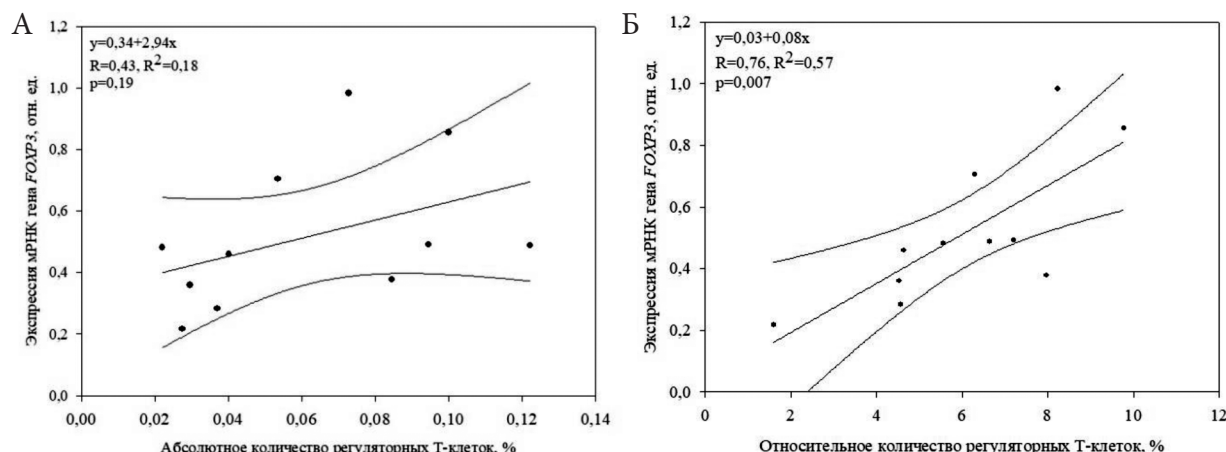 А
1,2
1,0
0,8
0,6
0,4
0,2
0,0
Экспрессия мРНК гена FOXP3, отн. ед.
y=0,34+2,94x
R=0,43, R²=0,18
p=0,19
0,00 0,02 0,04 0,06 0,08 0,10 0,12 0,14
Абсолютное количество регуляторных Т-клеток, %
Б
1,2
1,0
0,8
0,6
0,4
0,2
0,0
Экспрессия мРНК гена FOXP3, отн. ед.
y=0,03+0,08x
R=0,76, R²=0,57
p=0,007
0 2 4 6 8 10 12
Относительное количество регуляторных Т-клеток, %